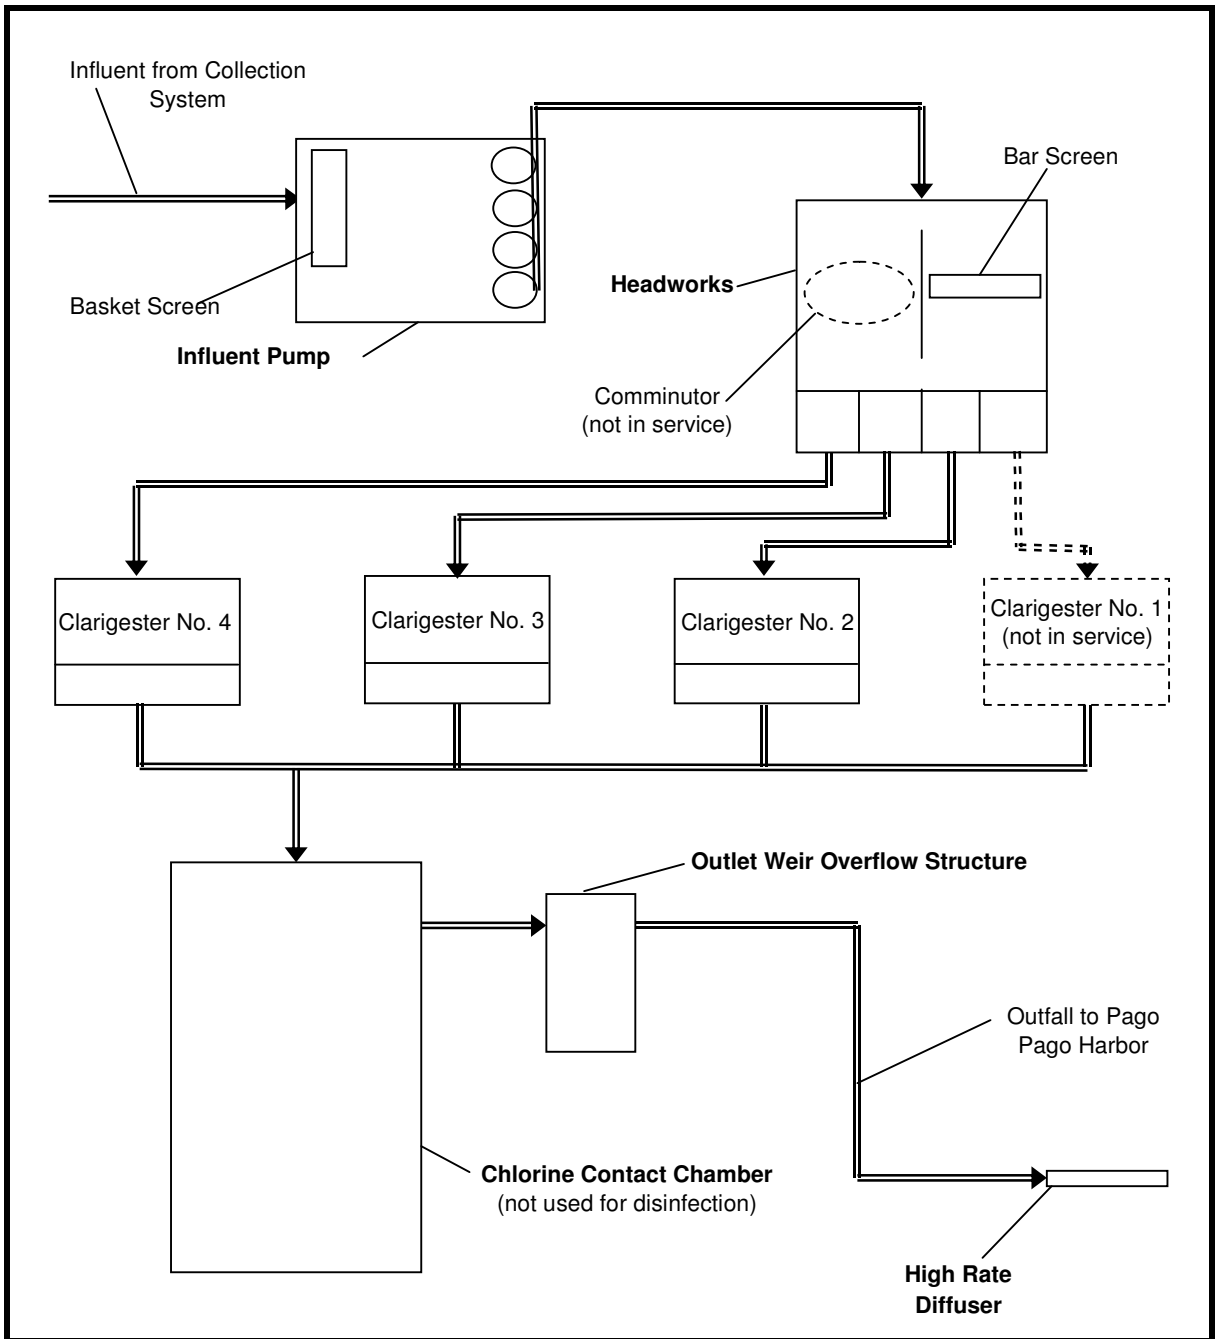 Influent from Collection
System
Bar Screen
Headworks
Basket Screen
Influent Pump
Comminutor
(not in service)
Clarigester No. 4
Clarigester No. 3
Clarigester No. 2
Clarigester No. 1
(not in service)
Outlet Weir Overflow Structure
Outfall to Pago
Pago Harbor
Chlorine Contact Chamber
(not used for disinfection)
High Rate
Diffuser